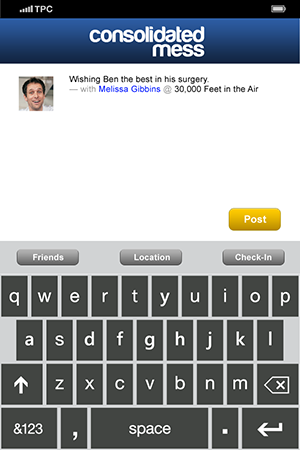 TPC
consolidated
mess
Wishing Ben the best in his surgery.
— with Melissa Gibbins @ 30,000 Feet in the Air
Post
Friends Location Check-In
q w e r t y u i o p
a s d f g h j k l
z x c v b n m
&123 , space .